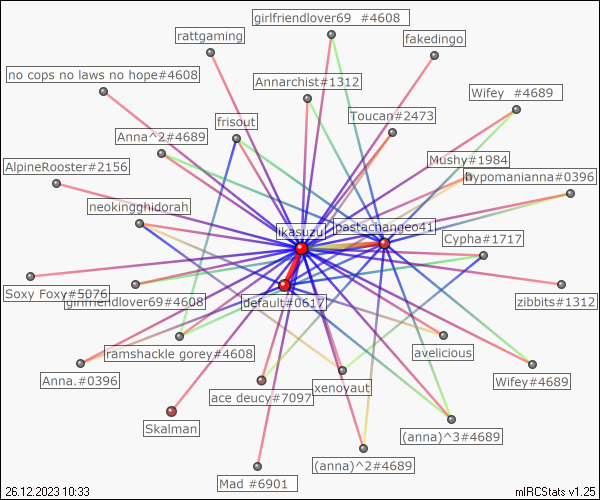 girlfriendlover69 #4608
rattgaming
fakedingo
no cops no laws no hope#4608
Annarchist#1312
Wifey #4689
frisout
Toucan#2473
Anna^2#4689
Mushy#1984
AlpineRooster#2156
hypomanianna#0396
neokingghidorah
ikasuzu
pastachangeo41
Cypha#1717
Soxy Foxy#5076
girlfriendlover69#4608
default#0617
zibbits#1312
ramshackle gorey#4608
avelicious
Anna.#0396
ace deucy#7097
xenoyaut
Wifey#4689
Skalman
(anna)^3#4689
(anna)^2#4689
Mad #6901
26.12.2023 10:33
mIRCStats v1.25